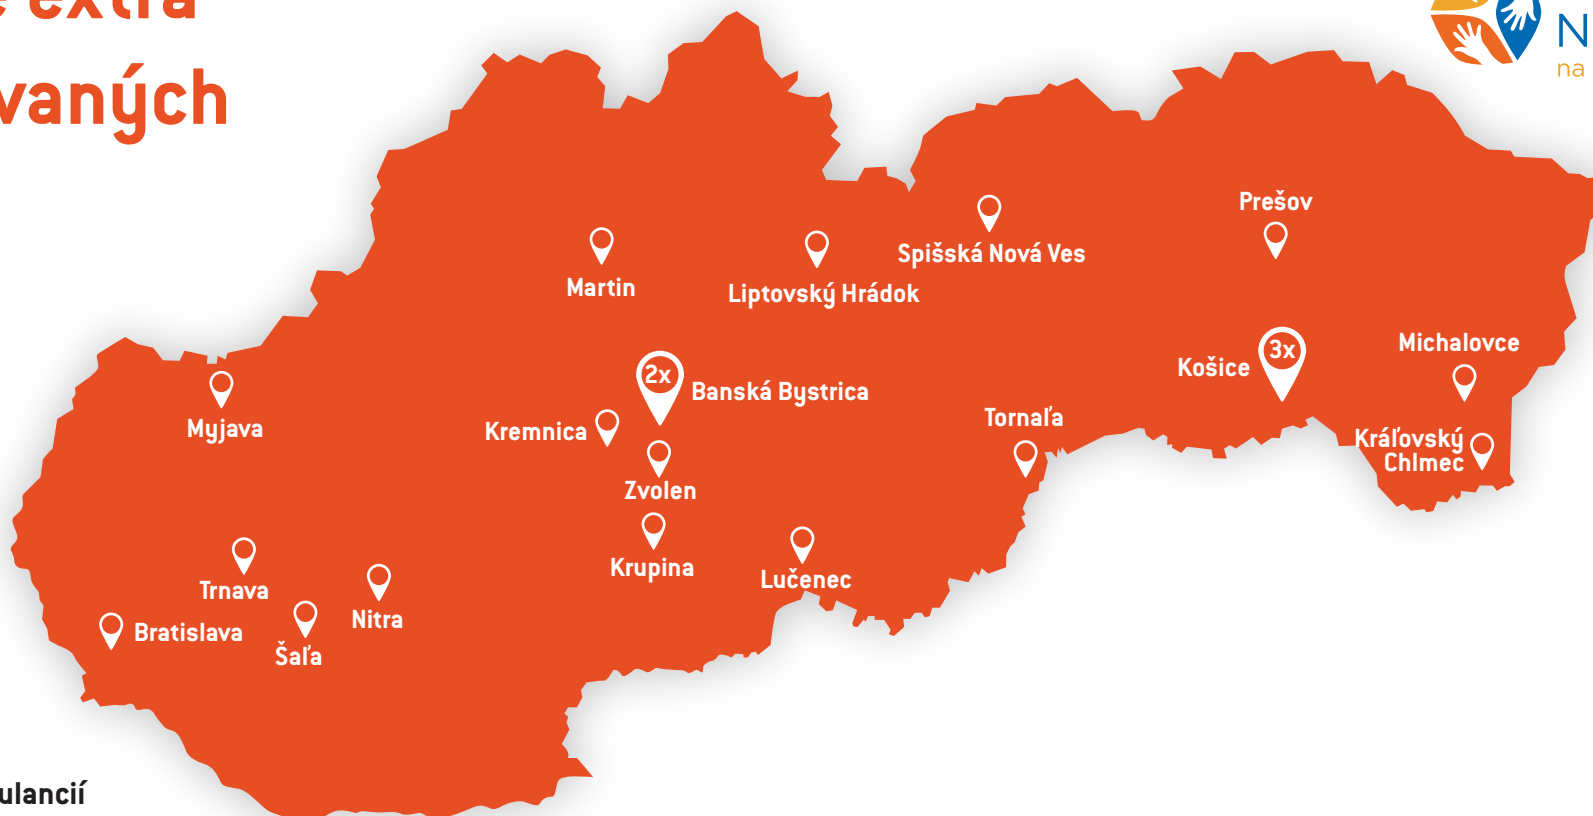 extra
vaných
N
na
Prešov
Spišská Nová Ves
Martin
Liptovský Hrádok
Michalovce
3x
Košice
2x
Banská Bystrica
Myjava
Kremnica
Tornaľa
Kráľovský
Chlmec
Zvolen
Krupina
Lučenec
Trnava
Nitra
Bratislava
Šaľa
ulancií